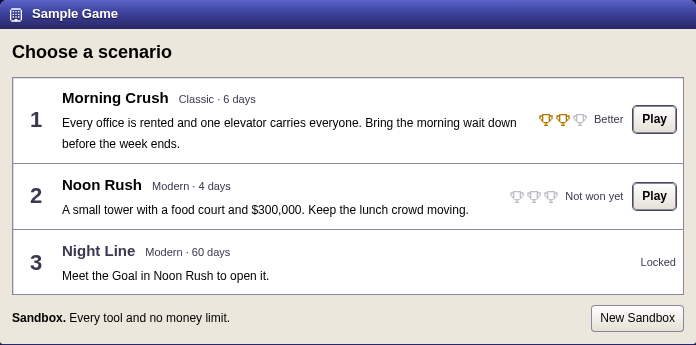 Sample Game
Choose a scenario
1
Morning Crush Classic · 6 days
Every office is rented and one elevator carries everyone. Bring the morning wait down
before the week ends.
Better
Play
2
Noon Rush Modern · 4 days
A small tower with a food court and $300,000. Keep the lunch crowd moving.
Not won yet
Play
3
Night Line Modern · 60 days
Meet the Goal in Noon Rush to open it.
Locked
Sandbox. Every tool and no money limit.
New Sandbox